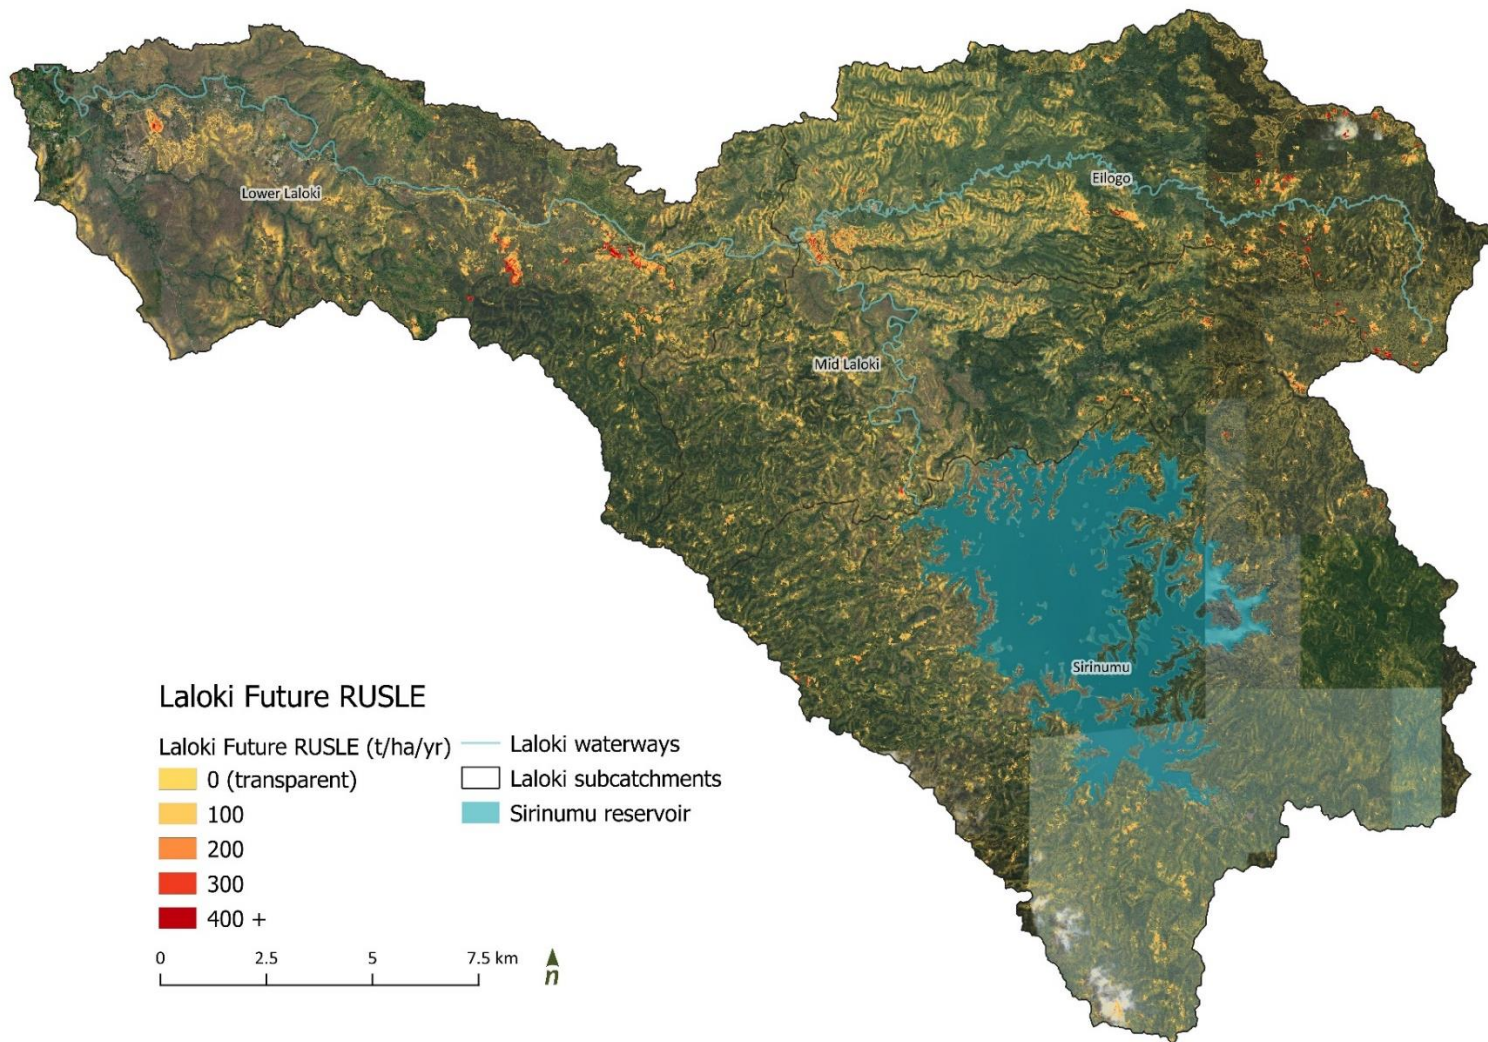 Lower Laloki
Eilogo
Mid Laloki
Sirinumu
Laloki Future RUSLE
Laloki Future RUSLE (t/ha/yr)
0 (transparent)
100
200
300
400 +
Laloki waterways
Laloki subcatchments
Sirinumu reservoir
0 2.5 5 7.5 km
n